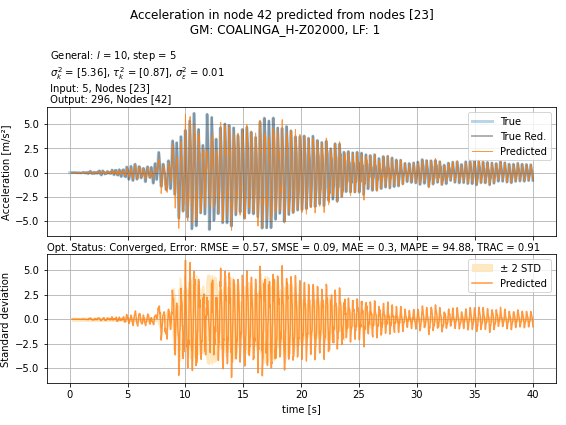 Acceleration in node 42 predicted from nodes [23]
GM: COALINGA_H-Z02000, LF: 1
General: l = 10, step = 5
σ²ₖ = [5.36], τ²ₖ = [0.87], σ²ε = 0.01
Input: 5, Nodes [23]
Output: 296, Nodes [42]
Acceleration [m/s²]
5.0
2.5
0.0
−2.5
−5.0
True
True Red.
Predicted
Opt. Status: Converged, Error: RMSE = 0.57, SMSE = 0.09, MAE = 0.3, MAPE = 94.88, TRAC = 0.91
Standard deviation
5.0
2.5
0.0
−2.5
−5.0
± 2 STD
Predicted
0 5 10 15 20 25 30 35 40
time [s]